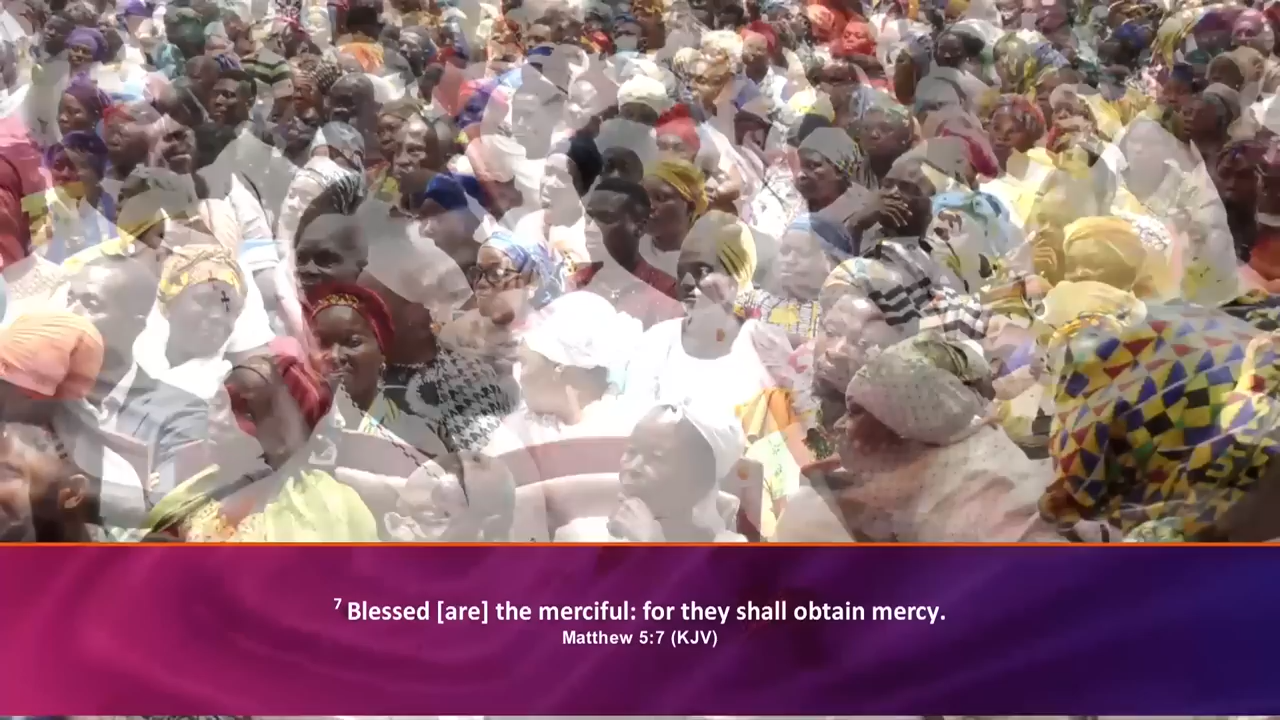 7 Blessed [are] the merciful: for they shall obtain mercy.
Matthew 5:7 (KJV)